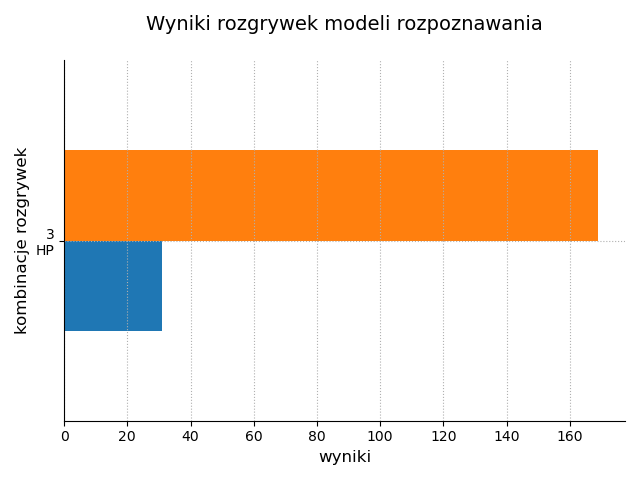 Wyniki rozgrywek modeli rozpoznawania
kombinacje rozgrywek
3
HP
0 20 40 60 80 100 120 140 160
wyniki